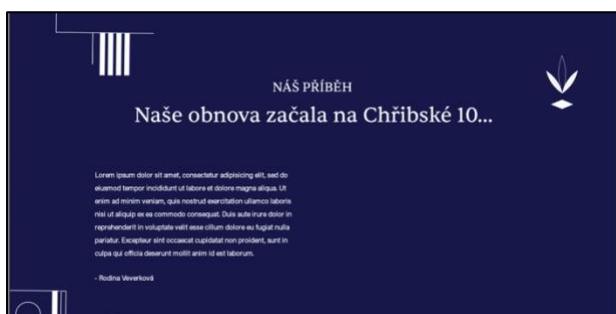 NÁŠ PŘÍBĚH
Naše obnova začala na Chřibské 10...
Lorem ipsum dolor sit amet, consectetur adipisicing elit, sed do
eiusmod tempor incididunt ut labore et dolore magna aliqua. Ut
enim ad minim veniam, quis nostrud exercitation ullamco laboris
nisi ut aliquip ex ea commodo consequat. Duis aute irure dolor in
reprehenderit in voluptate velit esse cillum dolore eu fugiat nulla
pariatur. Excepteur sint occaecat cupidatat non proident, sunt in
culpa qui officia deserunt mollit anim id est laborum.
- Rodina Veverková